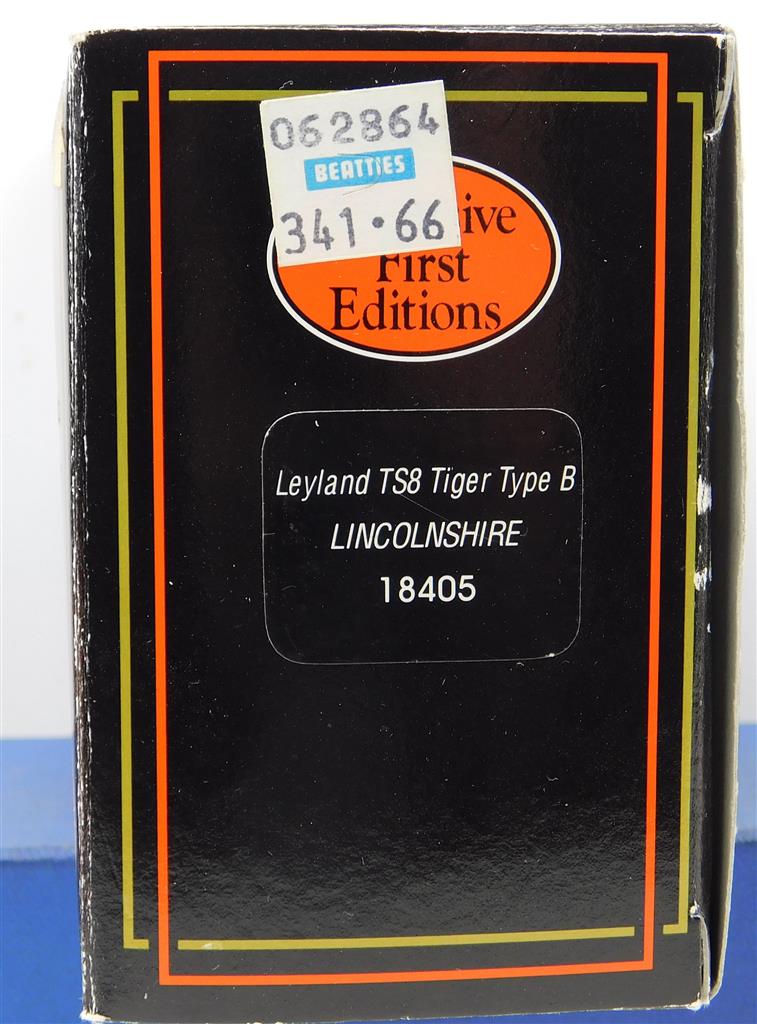 062864
BEATTIES
341.66
ive
First
Editions
Leyland TS8 Tiger Type B
LINCOLNSHIRE
18405